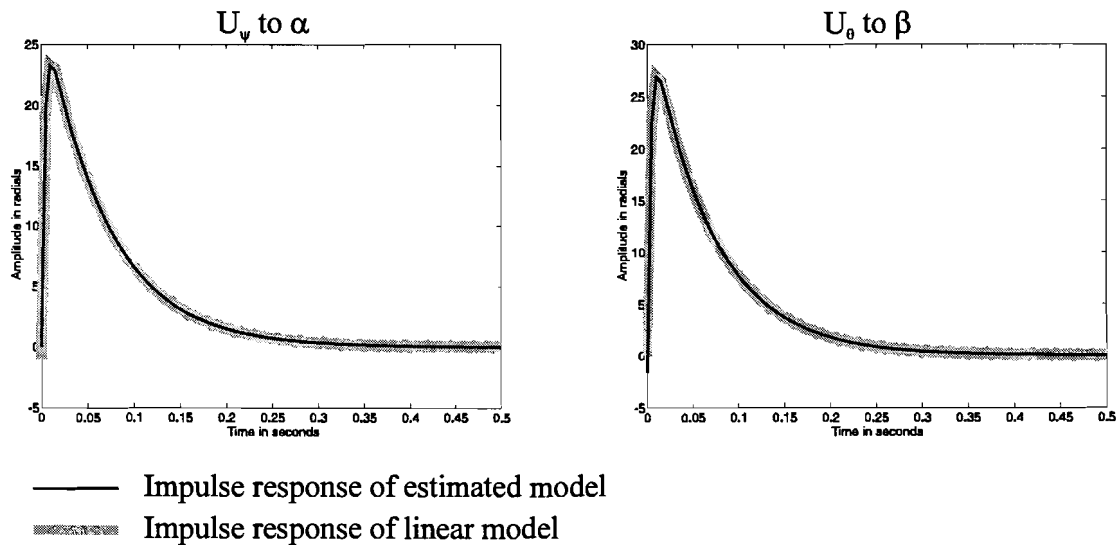 U_ψ to α
25
20
15
10
5
0
-5
Amplitude in radials
0 0.05 0.1 0.15 0.2 0.25 0.3 0.35 0.4 0.45 0.5
Time in seconds
U_θ to β
30
25
20
15
10
5
0
-5
Amplitude in radials
0 0.05 0.1 0.15 0.2 0.25 0.3 0.35 0.4 0.45 0.5
Time in seconds
Impulse response of estimated model
Impulse response of linear model